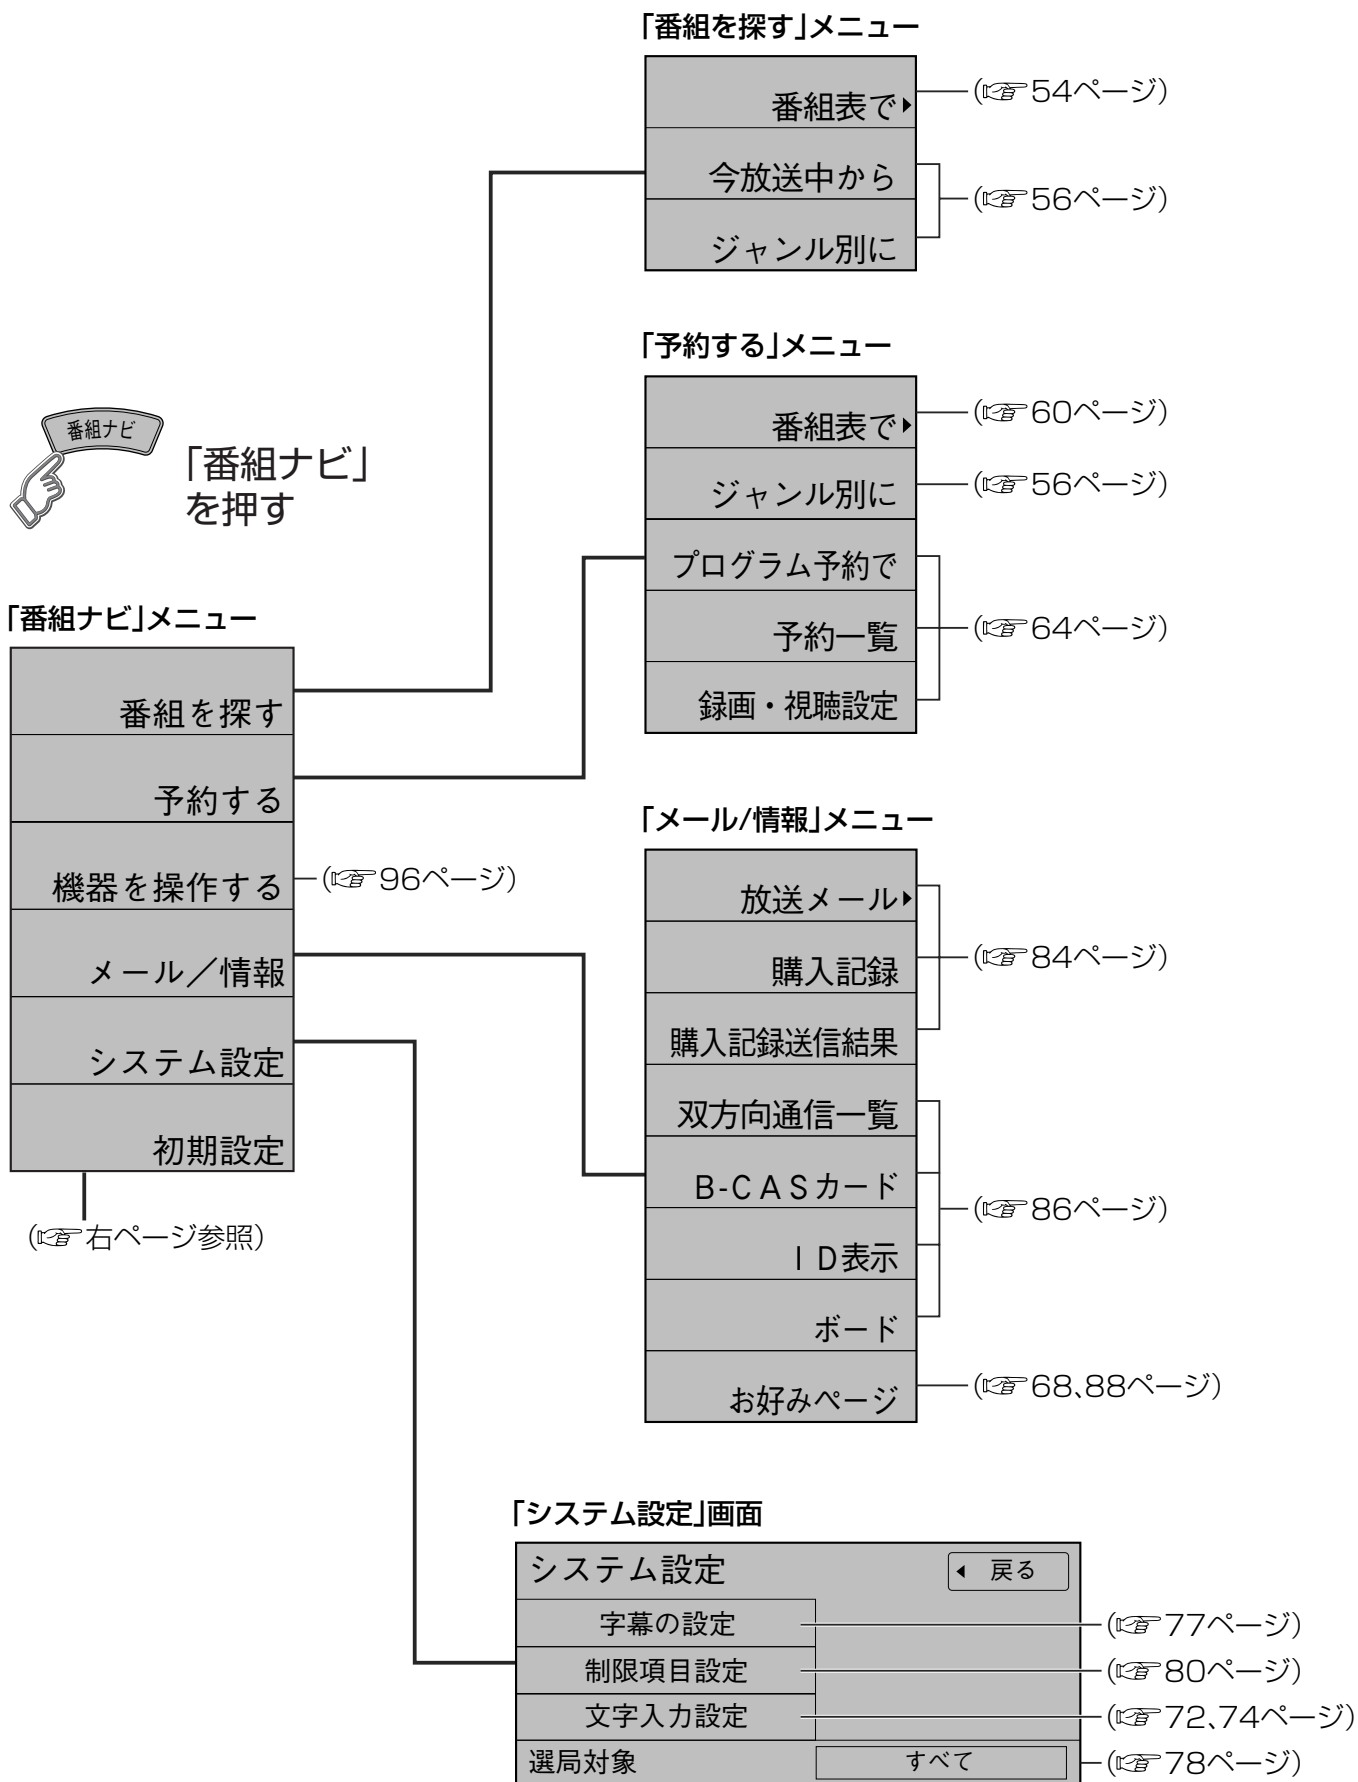 「番組を探す」メニュー
番組表で
(54ページ)
今放送中から
ジャンル別に
(56ページ)
「予約する」メニュー
番組表で
(60ページ)
ジャンル別に
(56ページ)
プログラム予約で
予約一覧
(64ページ)
録画・視聴設定
番組ナビ
「番組ナビ」
を押す
「番組ナビ」メニュー
番組を探す
予約する
機器を操作する
(96ページ)
メール／情報
システム設定
初期設定
(右ページ参照)
「メール/情報」メニュー
放送メール
購入記録
(84ページ)
購入記録送信結果
双方向通信一覧
B-CASカード
(86ページ)
ID表示
ボード
お好みページ
(68、88ページ)
「システム設定」画面
システム設定
戻る
字幕の設定
(77ページ)
制限項目設定
(80ページ)
文字入力設定
(72、74ページ)
選局対象
すべて
(78ページ)